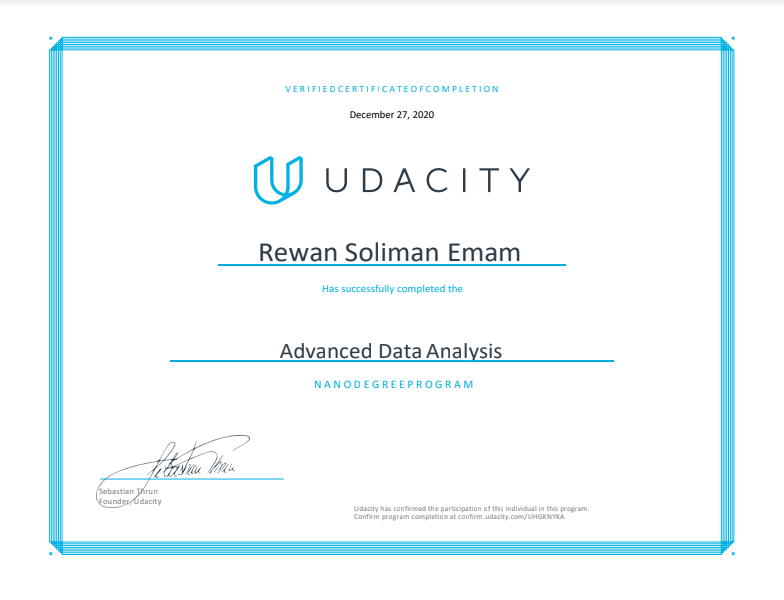 VERIFIEDCERTIFICATEOFCOMPLETION
December 27, 2020
UDACITY
Rewan Soliman Emam
Has successfully completed the
Advanced Data Analysis
NANODEGREEPROGRAM
Sebastian Thrun
Sebastian Thrun
Founder, Udacity
Udacity has confirmed the participation of this individual in this program.
Confirm program completion at confirm.udacity.com/UHGKNYKA